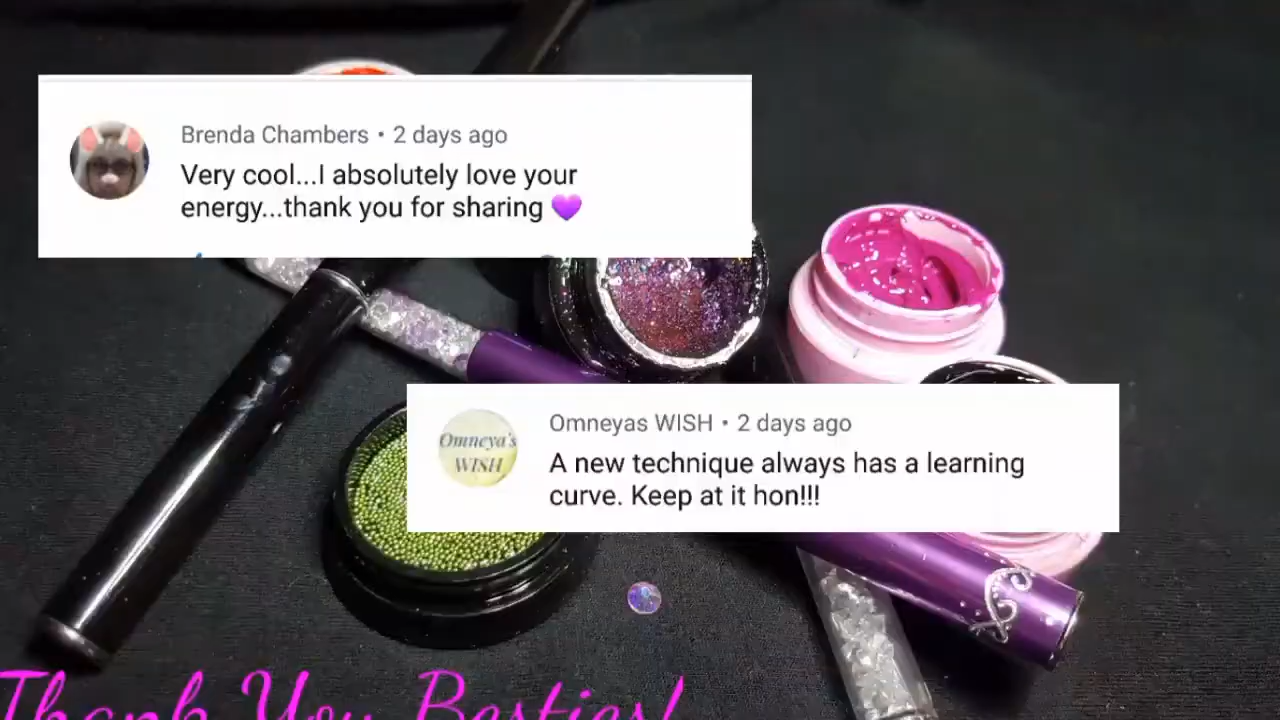 Brenda Chambers • 2 days ago
Very cool...I absolutely love your
energy...thank you for sharing 💜
Omneya's
WISH
Omneyas WISH • 2 days ago
A new technique always has a learning
curve. Keep at it hon!!!
Thank You Besties!